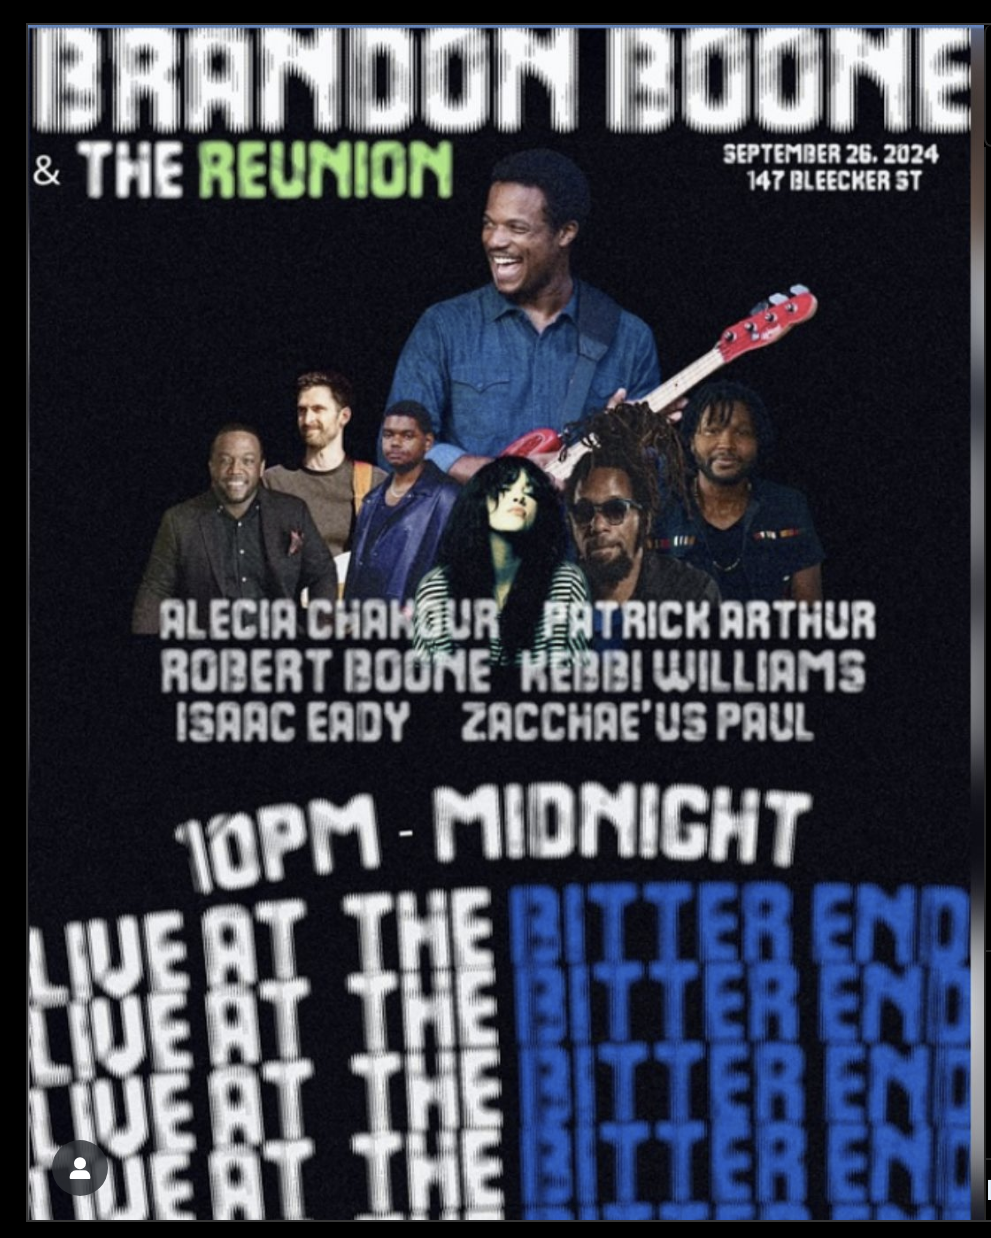 BRANDON BOONE
& THE REUNION
SEPTEMBER 26. 2024
147 BLEECKER ST
ALECIA CHAKOUR PATRICK ARTHUR
ROBERT BOONE KEBBI WILLIAMS
ISAAC EADY ZACCHAE'US PAUL
10PM - MIDNIGHT
LIVE AT THE BITTER END
LIVE AT THE BITTER END
LIVE AT THE BITTER END
LIVE AT THE BITTER END